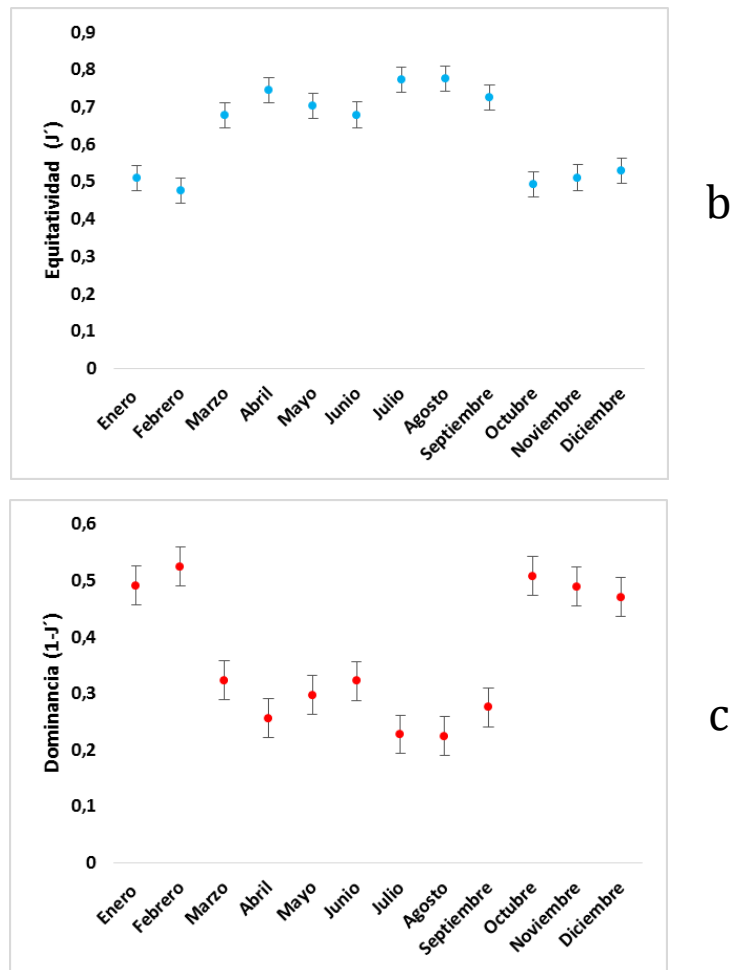 0,9
0,8
0,7
0,6
0,5
0,4
0,3
0,2
0,1
0
Equitatividad (J´)
Enero
Febrero
Marzo
Abril
Mayo
Junio
Julio
Agosto
Septiembre
Octubre
Noviembre
Diciembre
b
0,6
0,5
0,4
0,3
0,2
0,1
0
Dominancia (1-J´)
Enero
Febrero
Marzo
Abril
Mayo
Junio
Julio
Agosto
Septiembre
Octubre
Noviembre
Diciembre
c